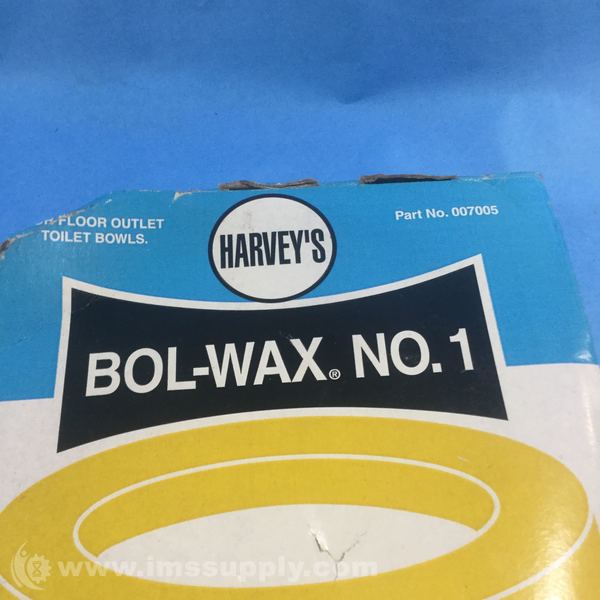 FLOOR OUTLET
TOILET BOWLS.
HARVEY'S
Part No. 007005
BOL-WAX® NO. 1
www.imssupply.com